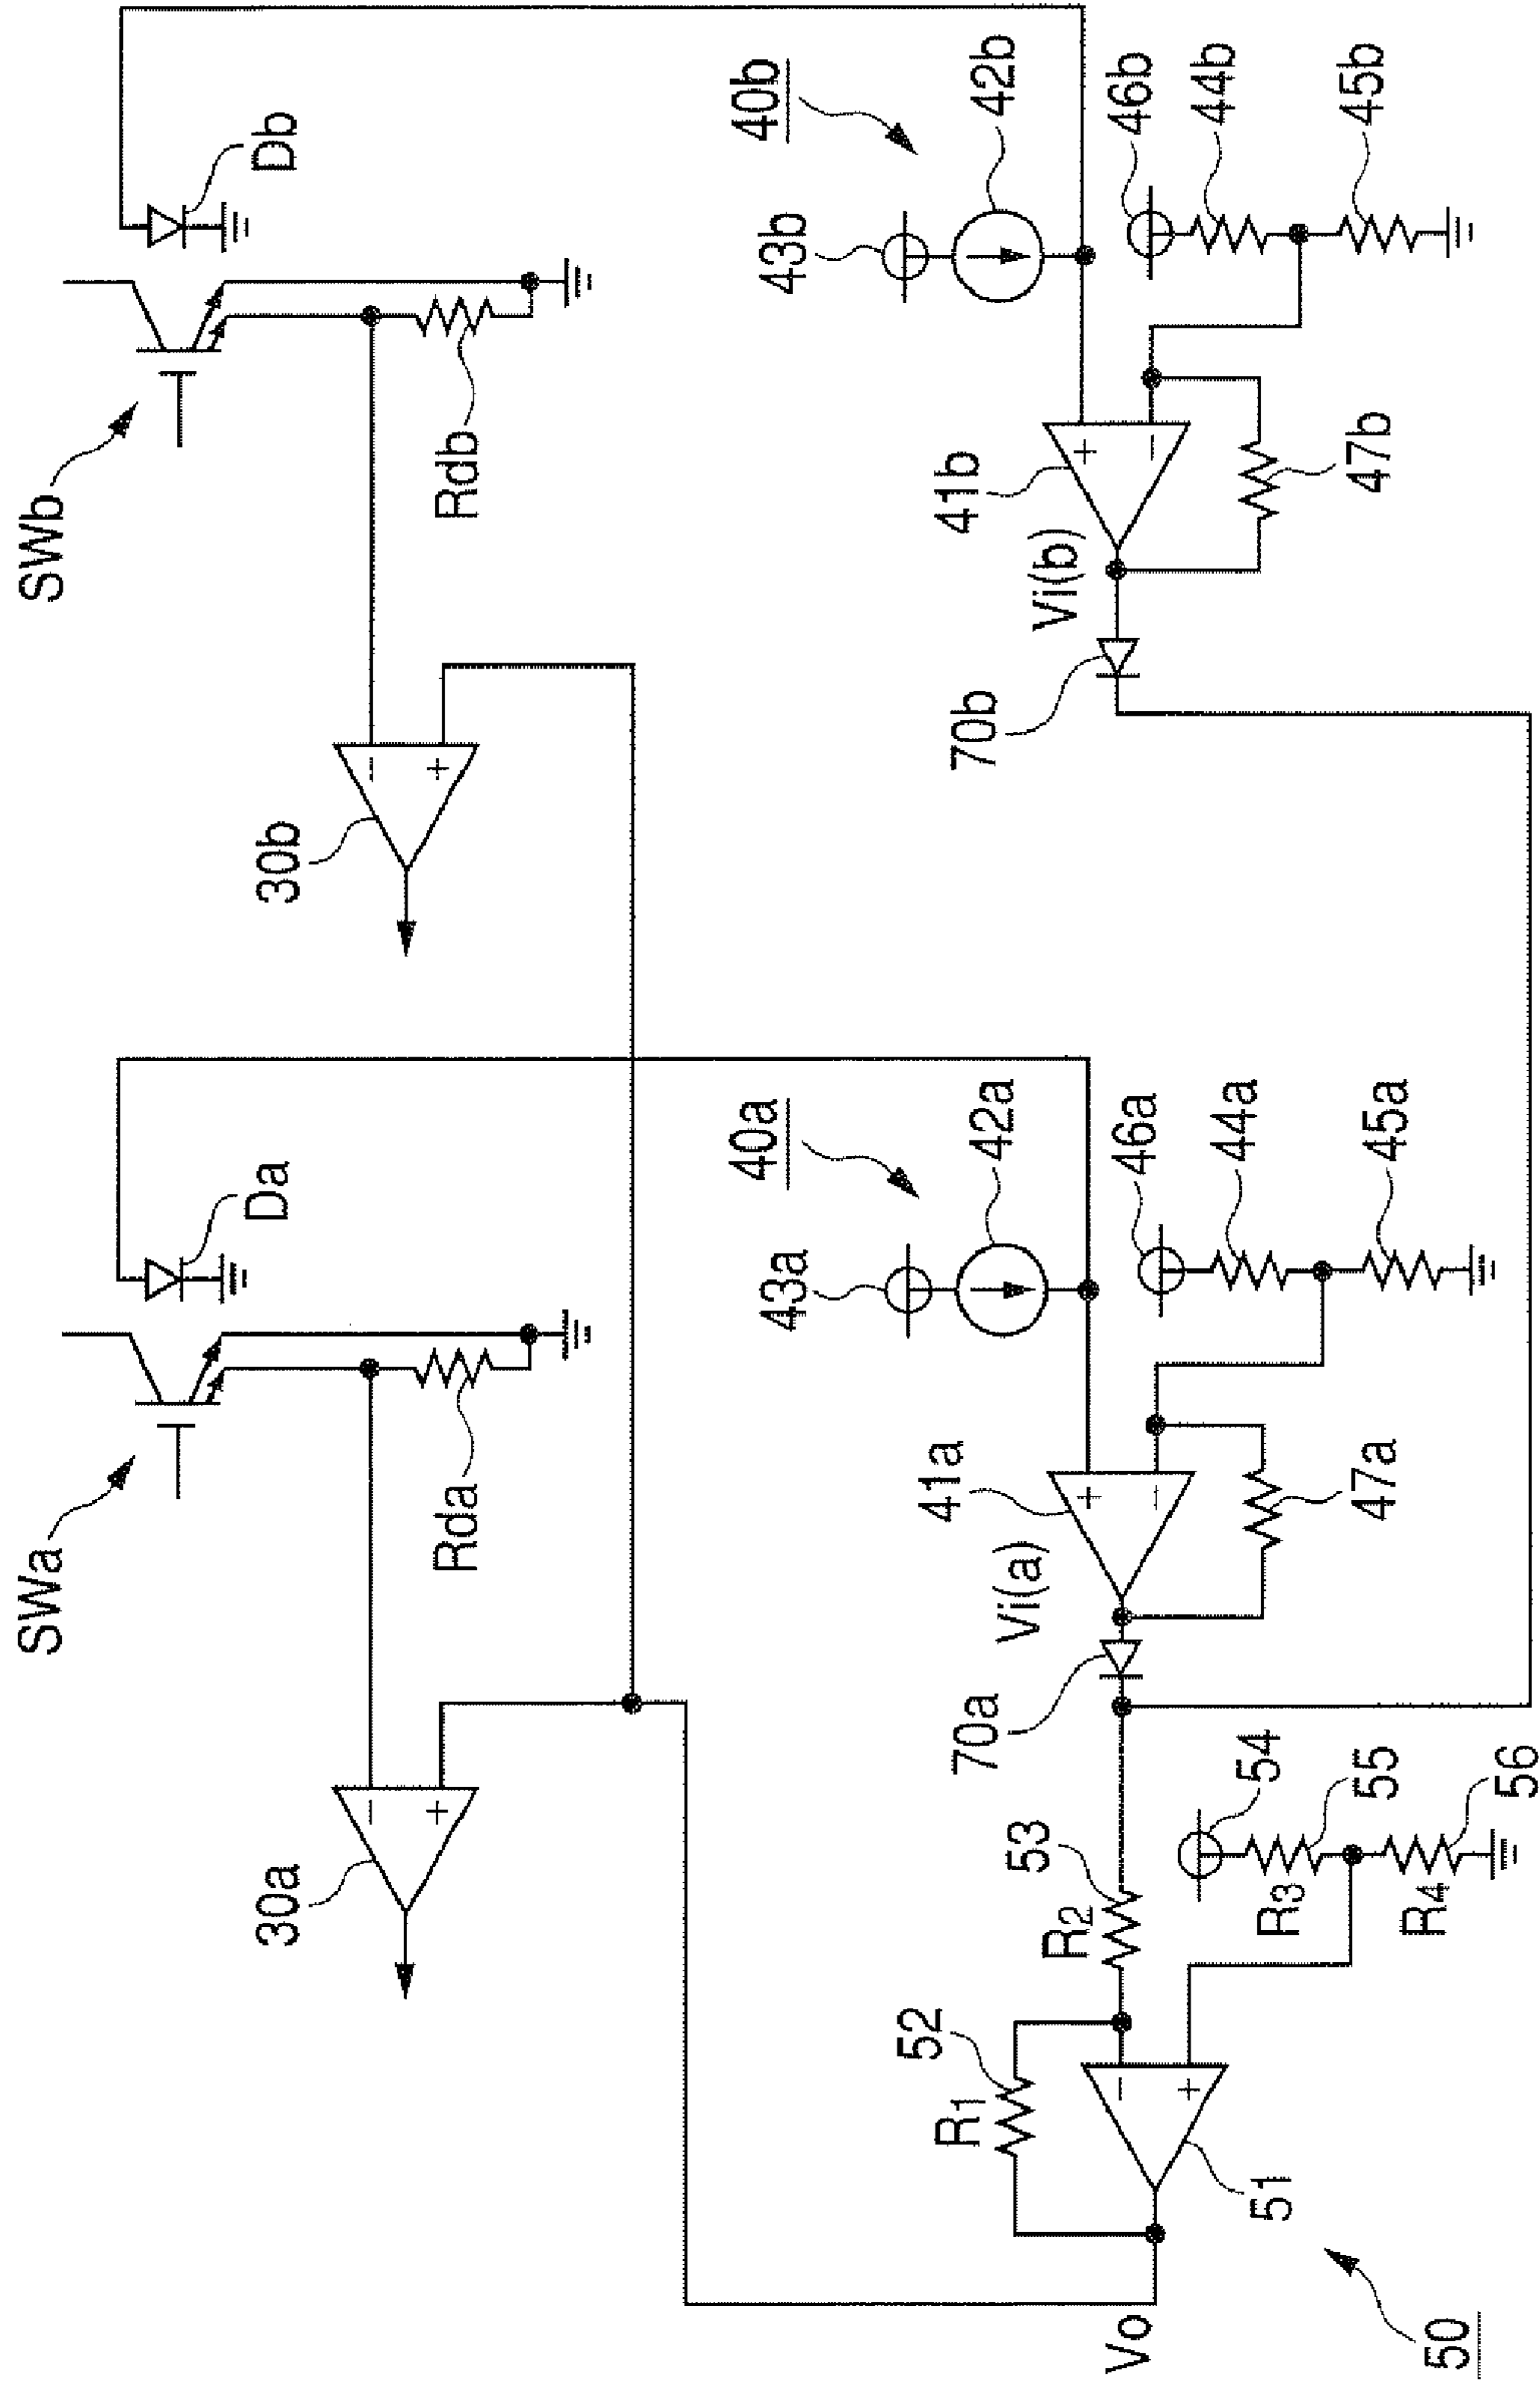 SWb
Db
Rdb
30b
40b
43b
42b
46b
44b
45b
41b
+
−
Vi(b)
47b
70b
−
+
SWa
Da
Rda
30a
−
+
40a
43a
42a
46a
44a
45a
41a
+
−
Vi(a)
47a
70a
53
R2
54
55
R3
56
R4
52
R1
−
+
51
Vo
50